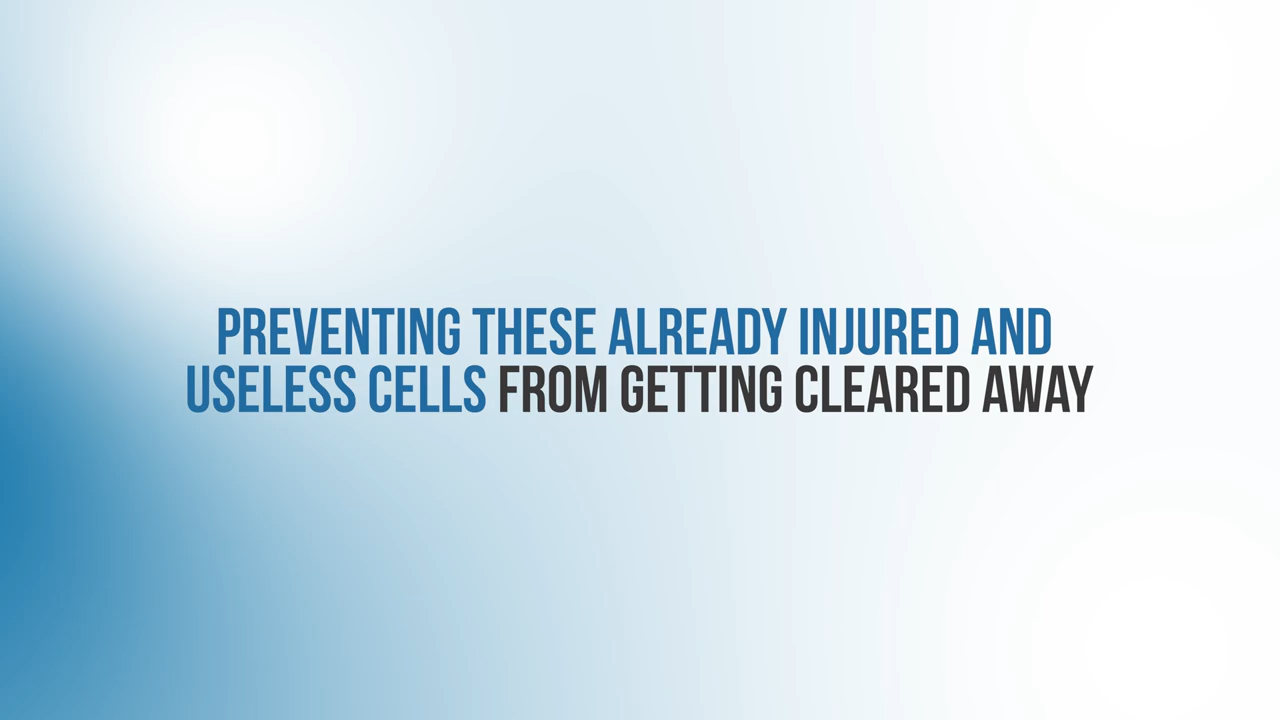 PREVENTING THESE ALREADY INJURED AND
USELESS CELLS FROM GETTING CLEARED AWAY